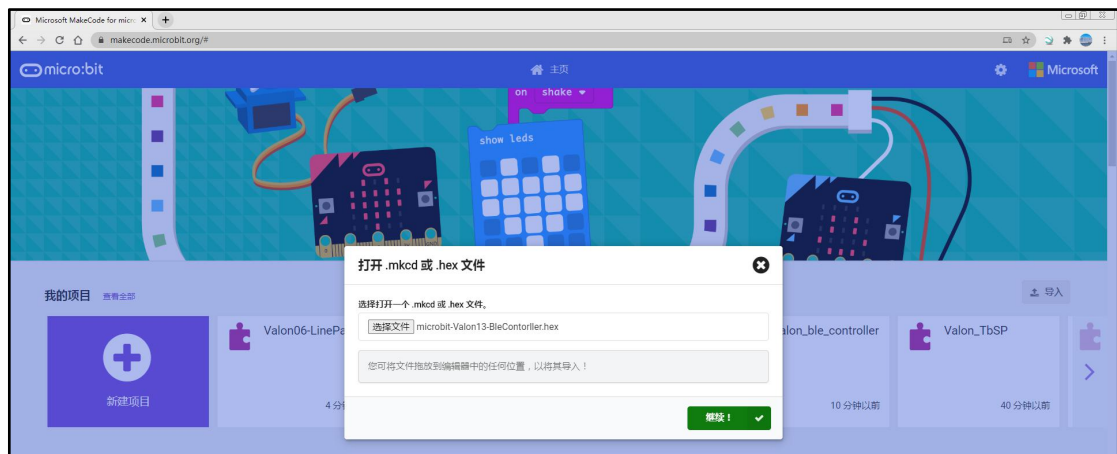 Microsoft MakeCode for micro
makecode.microbit.org/#
micro:bit
主页
Microsoft
on shake
show leds
打开 .mkcd 或 .hex 文件
选择打开一个 .mkcd 或 .hex 文件。
选择文件 microbit-Valon13-BleContorller.hex
您可将文件拖放到编辑器中的任何位置，以将其导入！
继续！
我的项目 查看全部
导入
新建项目
Valon06-LinePa
4 分
alon_ble_controller
10 分钟以前
Valon_TbSP
40 分钟以前